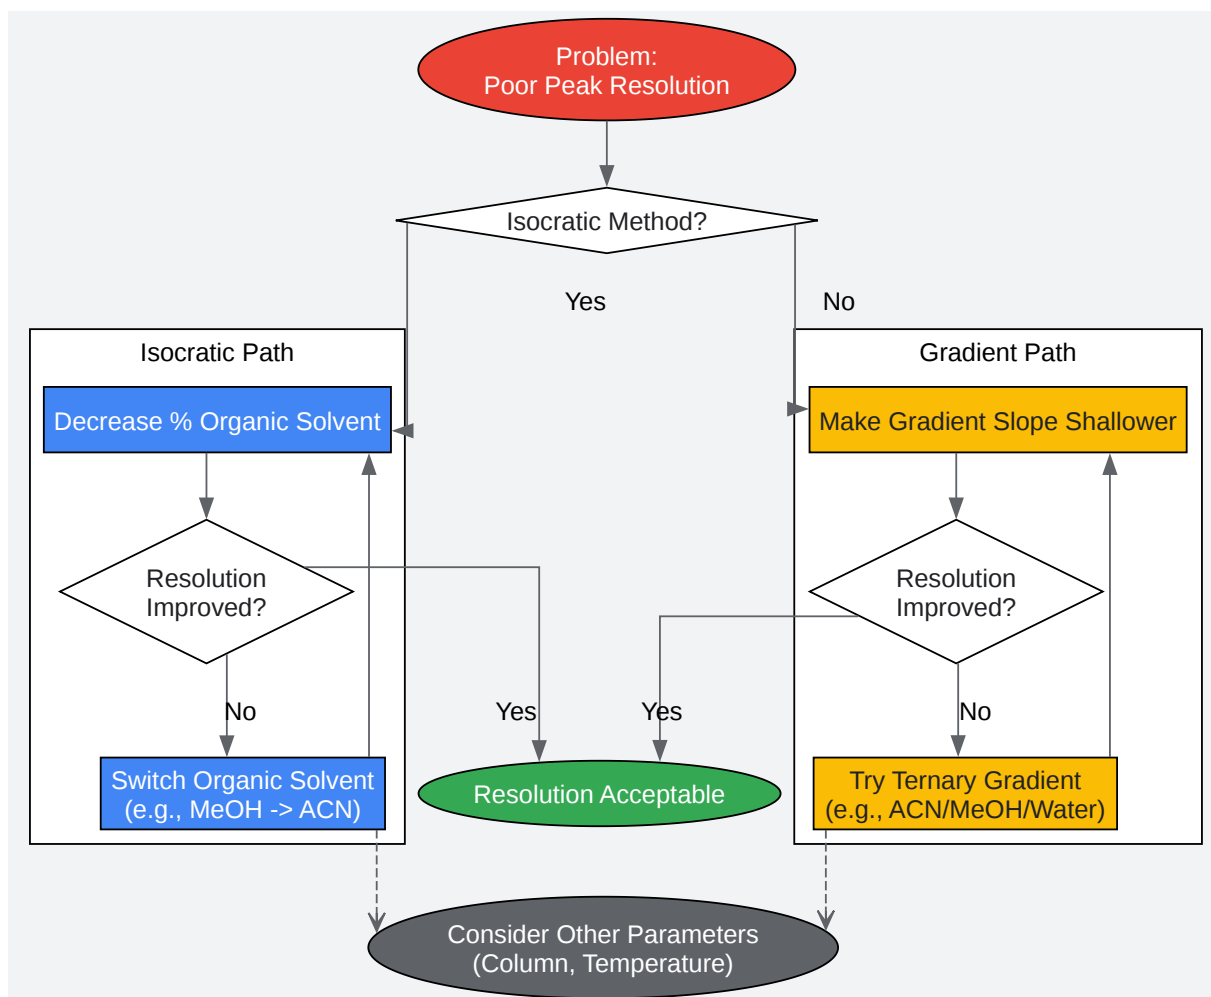 Problem:
Poor Peak Resolution
Isocratic Method?
Yes
No
Isocratic Path
Decrease % Organic Solvent
Resolution
Improved?
No
Yes
Switch Organic Solvent
(e.g., MeOH -> ACN)
Gradient Path
Make Gradient Slope Shallower
Resolution
Improved?
Yes
No
Try Ternary Gradient
(e.g., ACN/MeOH/Water)
Resolution Acceptable
Consider Other Parameters
(Column, Temperature)